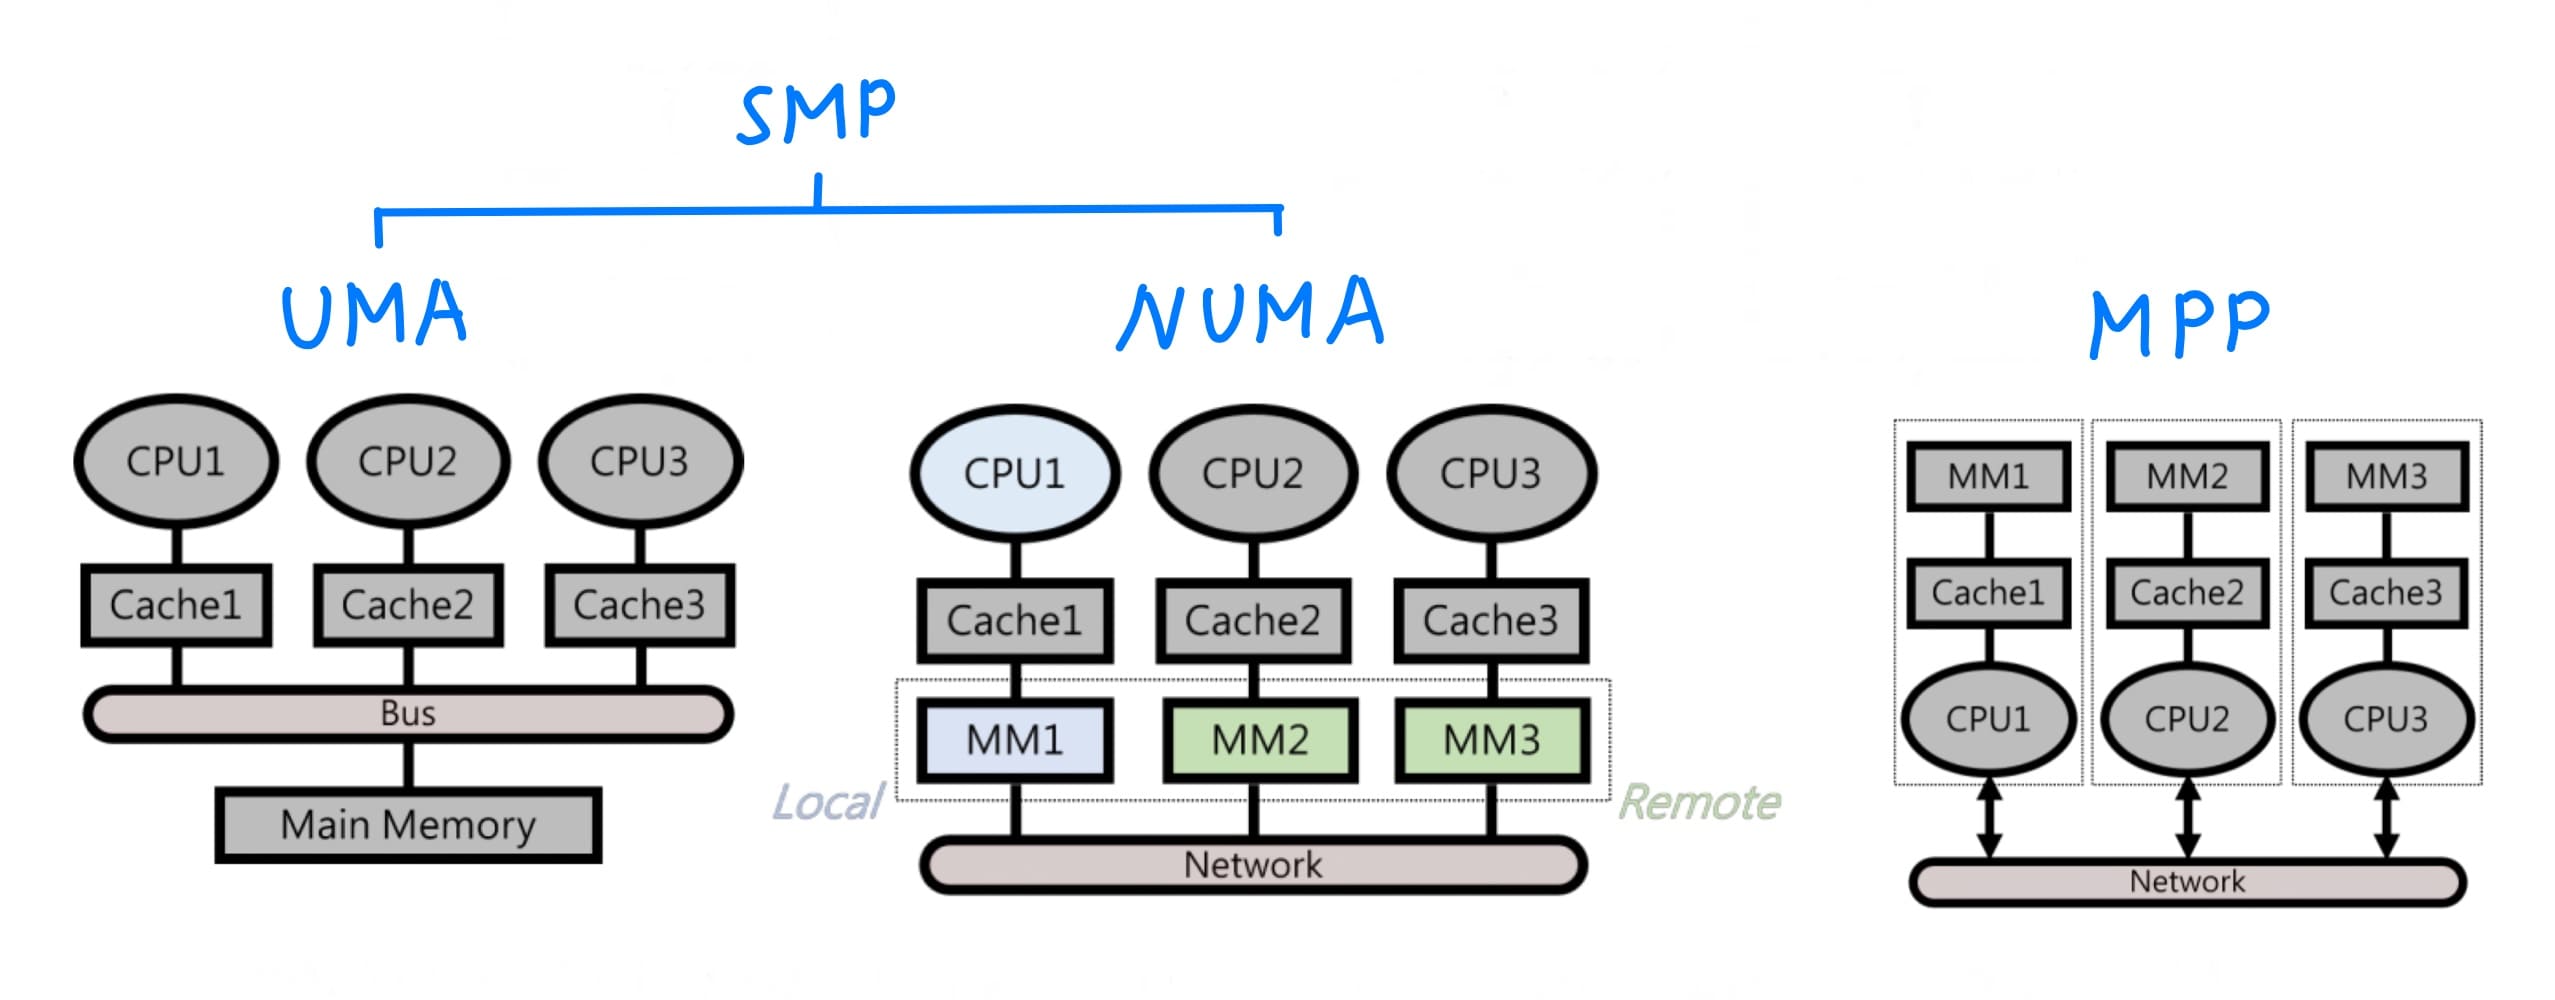 SMP
UMA
NUMA
MPP
CPU1 CPU2 CPU3
Cache1 Cache2 Cache3
Bus
Main Memory
CPU1 CPU2 CPU3
Cache1 Cache2 Cache3
MM1 MM2 MM3
Local
Remote
Network
MM1 MM2 MM3
Cache1 Cache2 Cache3
CPU1 CPU2 CPU3
Network